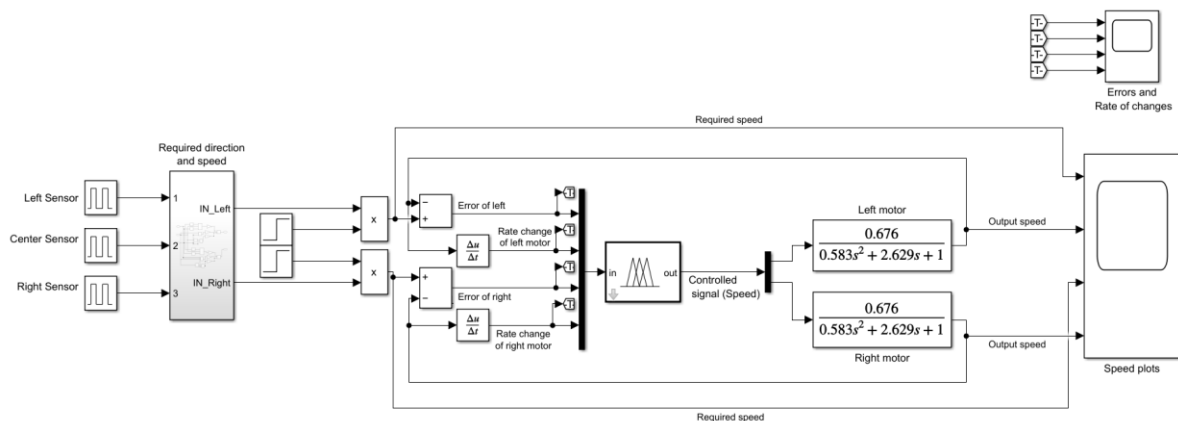 -T-
-T-
-T-
-T-
Errors and
Rate of changes
Required speed
Required direction
and speed
Left Sensor
1
IN_Left
Center Sensor
2
Right Sensor
3
IN_Right
x
x
−
+
Error of left
-T-
Δu
Δt
Rate change
of left motor
-T-
+
−
Error of right
-T-
Δu
Δt
Rate change
of right motor
-T-
in
out
Controlled
signal (Speed)
Left motor
0.676
0.583s² + 2.629s + 1
Output speed
0.676
0.583s² + 2.629s + 1
Right motor
Output speed
Speed plots
Required speed